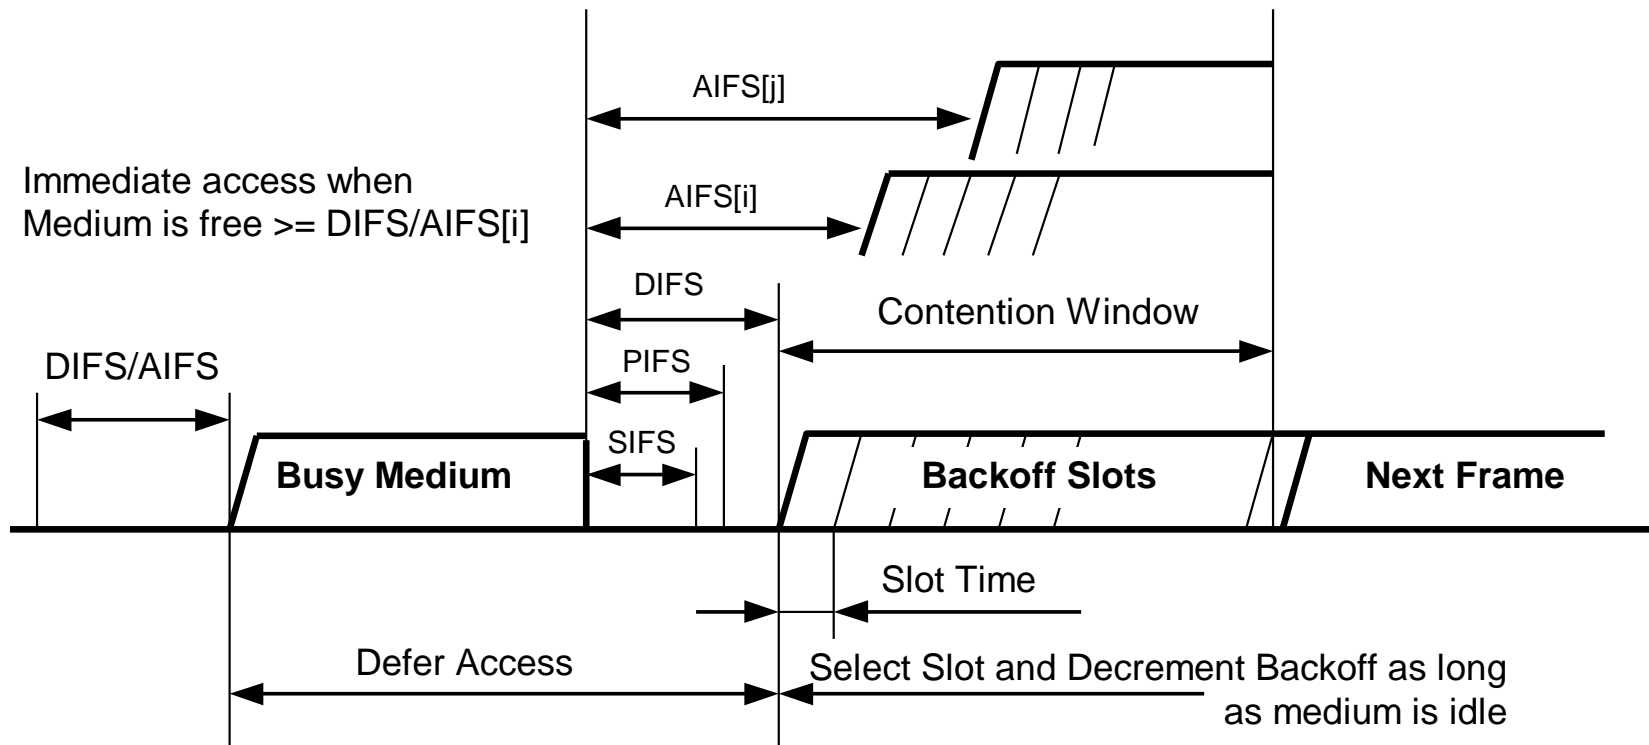 AIFS[j]
Immediate access when
Medium is free >= DIFS/AIFS[i]
AIFS[i]
DIFS
Contention Window
DIFS/AIFS
PIFS
SIFS
Busy Medium
Backoff Slots
Next Frame
Slot Time
Defer Access
Select Slot and Decrement Backoff as long
as medium is idle